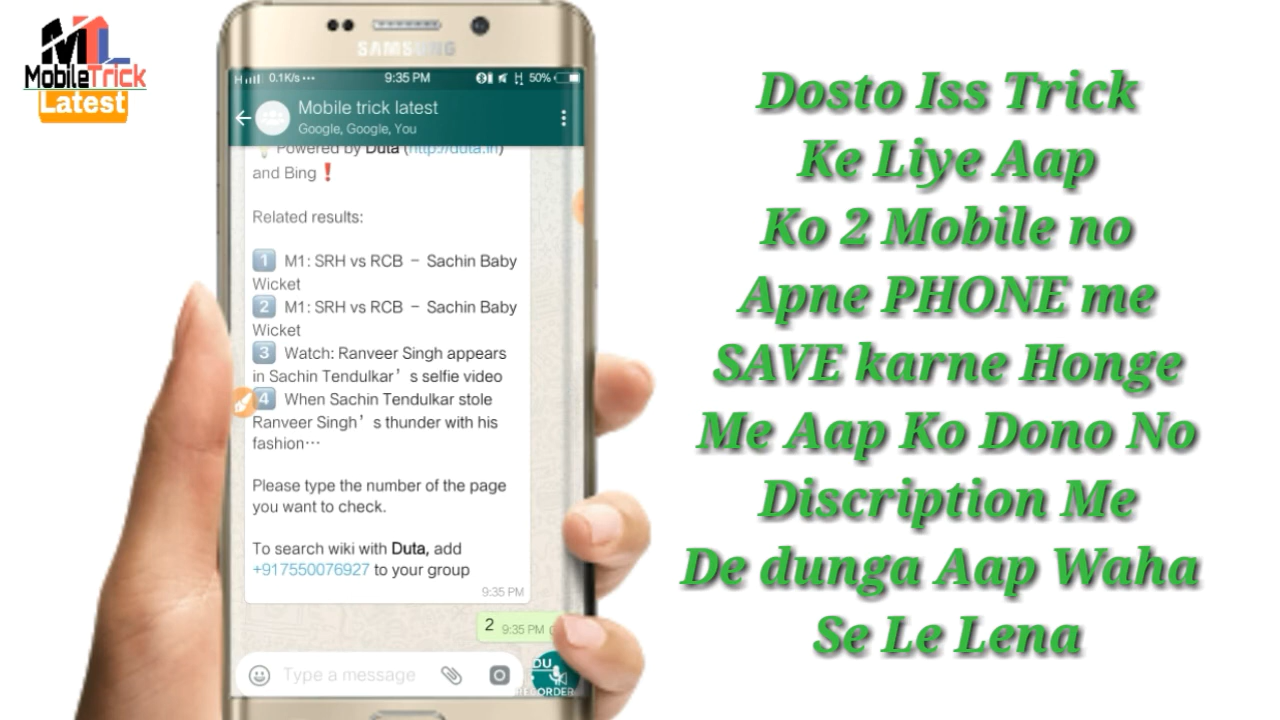 MTL
MobileTrick
Latest
SAMSUNG
H 0.1K/s ··· 9:35 PM 50%
Mobile trick latest
Google, Google, You
Powered by Duta (http://duta.in)
and Bing ❗
Related results:
1 M1: SRH vs RCB – Sachin Baby
Wicket
2 M1: SRH vs RCB – Sachin Baby
Wicket
3 Watch: Ranveer Singh appears
in Sachin Tendulkar’s selfie video
4 When Sachin Tendulkar stole
Ranveer Singh’s thunder with his
fashion···
Please type the number of the page
you want to check.
To search wiki with Duta, add
+917550076927 to your group
9:35 PM
2 9:35 PM
Type a message
DU
RECORDER
Dosto Iss Trick
Ke Liye Aap
Ko 2 Mobile no
Apne PHONE me
SAVE karne Honge
Me Aap Ko Dono No
Discription Me
De dunga Aap Waha
Se Le Lena